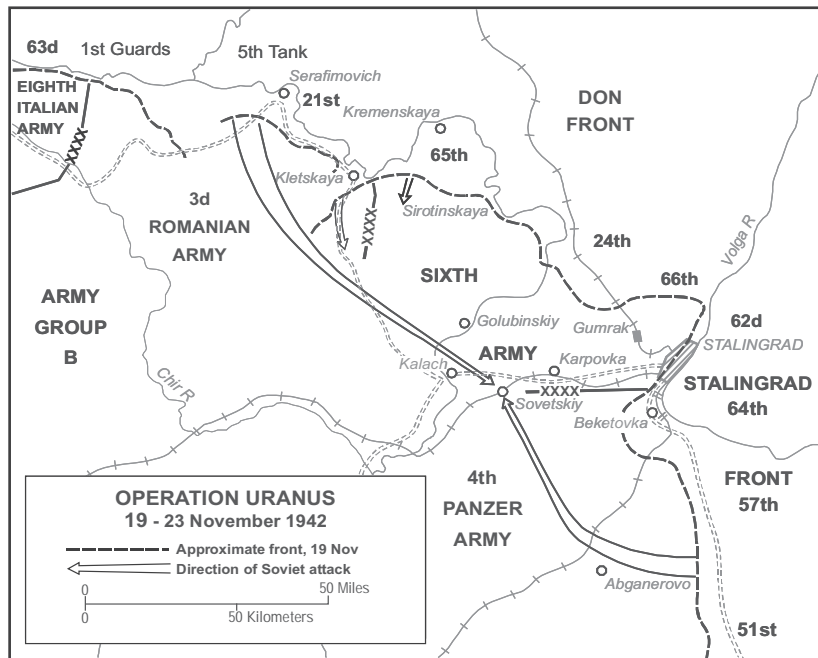 63d
1st Guards
5th Tank
Serafimovich
EIGHTH
ITALIAN
ARMY
XXXX
21st
Kremenskaya
DON
FRONT
65th
Kletskaya
Sirotinskaya
XXXX
3d
ROMANIAN
ARMY
24th
Volga R
SIXTH
66th
ARMY
GROUP
B
Golubinskiy
Gumrak
62d
STALINGRAD
ARMY
Chir R
Kalach
Karpovka
STALINGRAD
64th
XXXX
Sovetskiy
Beketovka
4th
PANZER
ARMY
FRONT
57th
Abganerovo
51st
OPERATION URANUS
19 - 23 November 1942
Approximate front, 19 Nov
Direction of Soviet attack
0 50 Miles
0 50 Kilometers